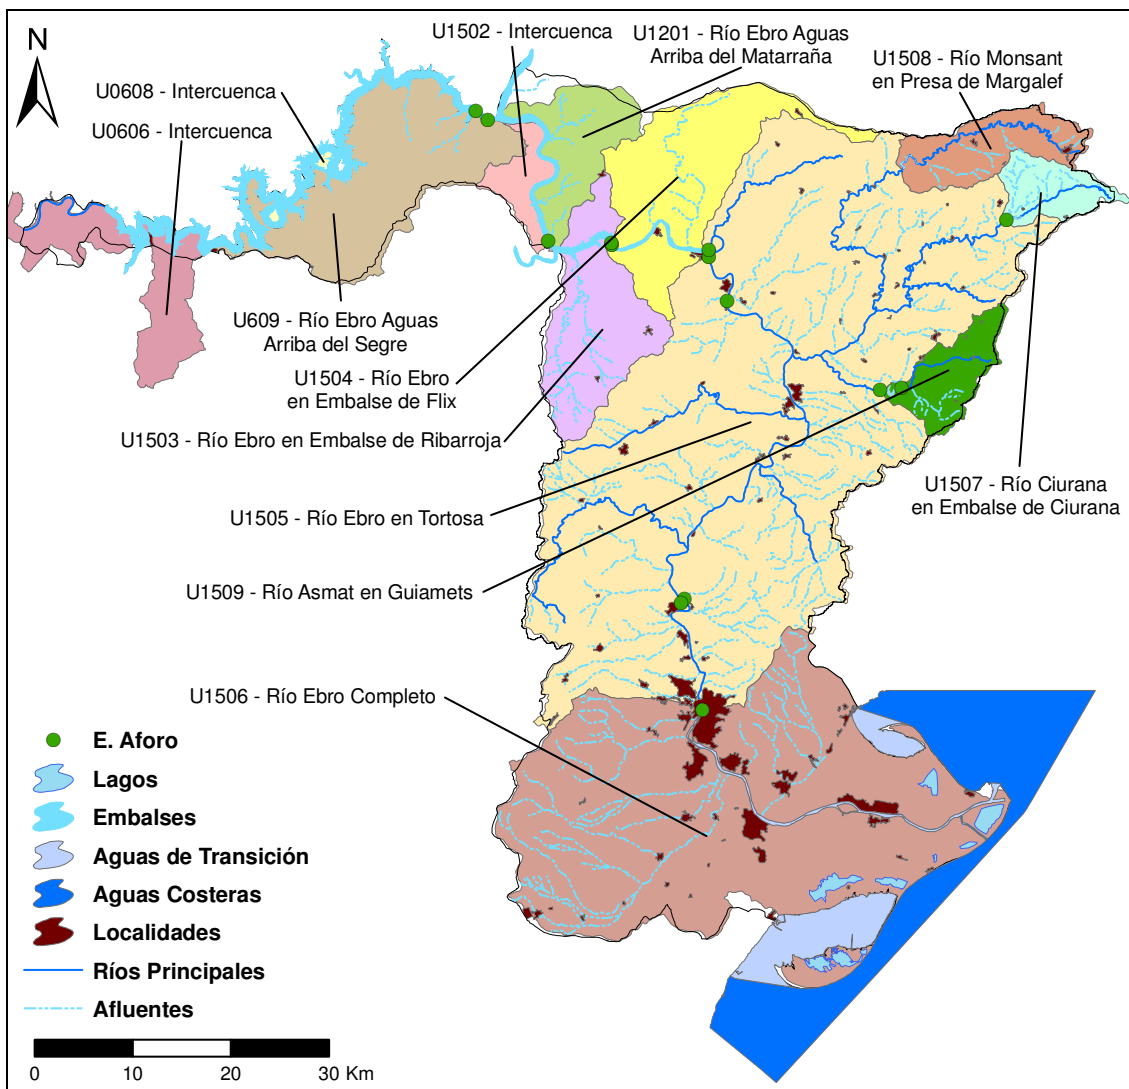 N
U1502 - Intercuenca
U1201 - Río Ebro Aguas
Arriba del Matarraña
U1508 - Río Monsant
en Presa de Margalef
U0608 - Intercuenca
U0606 - Intercuenca
U609 - Río Ebro Aguas
Arriba del Segre
U1504 - Río Ebro
en Embalse de Flix
U1503 - Río Ebro en Embalse de Ribarroja
U1507 - Río Ciurana
en Embalse de Ciurana
U1505 - Río Ebro en Tortosa
U1509 - Río Asmat en Guiamets
U1506 - Río Ebro Completo
E. Aforo
Lagos
Embalses
Aguas de Transición
Aguas Costeras
Localidades
Ríos Principales
Afluentes
0 10 20 30 Km